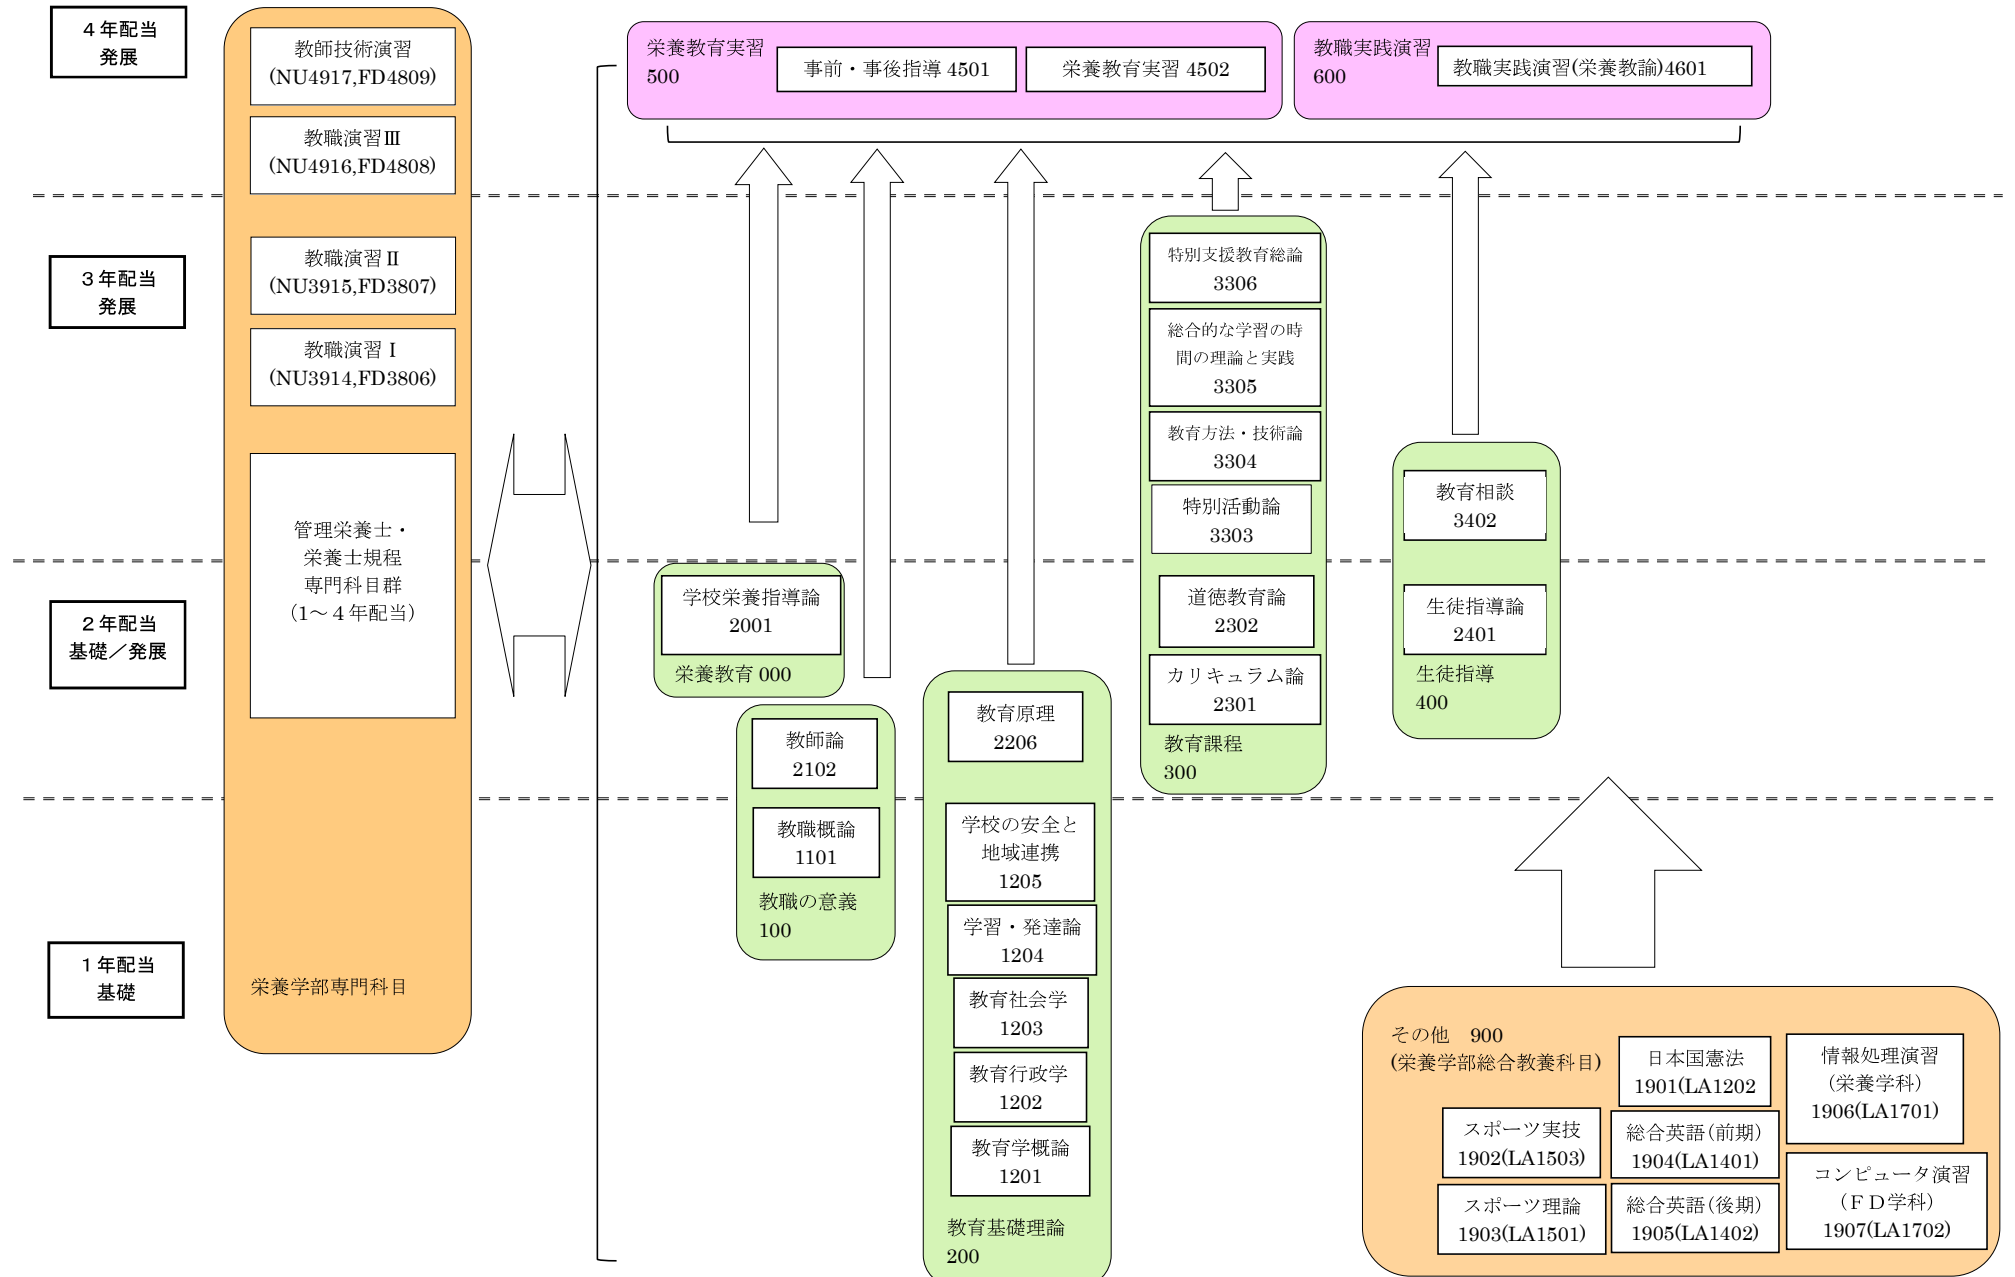 ４年配当
発展
教師技術演習
(NU4917,FD4809)
教職演習Ⅲ
(NU4916,FD4808)
栄養教育実習
500
事前・事後指導 4501
栄養教育実習 4502
教職実践演習
600
教職実践演習(栄養教諭)4601
３年配当
発展
教職演習Ⅱ
(NU3915,FD3807)
教職演習Ⅰ
(NU3914,FD3806)
管理栄養士・
栄養士規程
専門科目群
（1～４年配当）
栄養学部専門科目
特別支援教育総論
3306
総合的な学習の時
間の理論と実践
3305
教育方法・技術論
3304
特別活動論
3303
道徳教育論
2302
カリキュラム論
2301
教育課程
300
教育相談
3402
生徒指導論
2401
生徒指導
400
２年配当
基礎／発展
学校栄養指導論
2001
栄養教育 000
教師論
2102
教職概論
1101
教職の意義
100
教育原理
2206
学校の安全と
地域連携
1205
学習・発達論
1204
教育社会学
1203
教育行政学
1202
教育学概論
1201
教育基礎理論
200
１年配当
基礎
その他　900
(栄養学部総合教養科目)
日本国憲法
1901(LA1202
情報処理演習
（栄養学科）
1906(LA1701)
スポーツ実技
1902(LA1503)
総合英語(前期)
1904(LA1401)
スポーツ理論
1903(LA1501)
総合英語(後期)
1905(LA1402)
コンピュータ演習
（ＦＤ学科）
1907(LA1702)